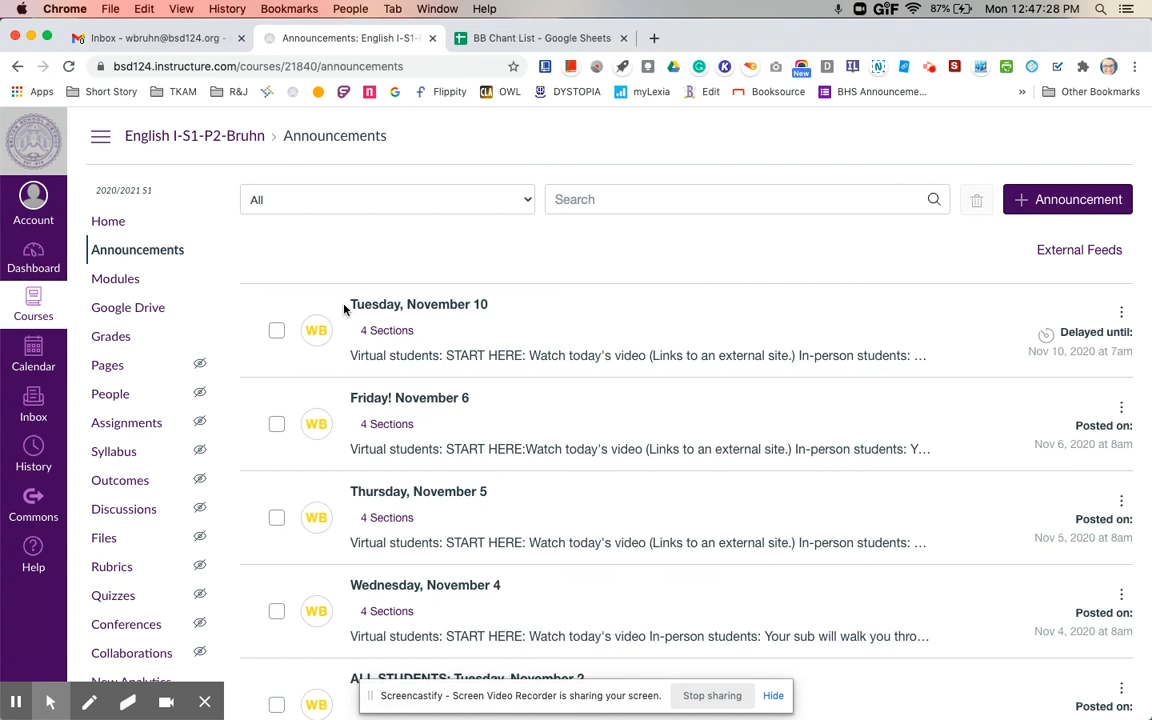 Chrome File Edit View History Bookmarks People Tab Window Help 87% Mon 12:47:28 PM
Inbox - wbruhn@bsd124.org - Announcements: English I-S1-F BB Chant List - Google Sheets
bsd124.instructure.com/courses/21840/announcements New
Apps Short Story TKAM R&J Flippity OWL DYSTOPIA myLexia Edit Booksource BHS Announceme... » Other Bookmarks
English I-S1-P2-Bruhn › Announcements
2020/2021 S1
All Search + Announcement
Account
Home
Announcements External Feeds
Dashboard
Modules
Google Drive
Courses
Grades
Calendar
Pages
People
Inbox
Assignments
Syllabus
History
Outcomes
Discussions
Commons
Files
Help
Rubrics
Quizzes
Conferences
Collaborations
New Analytics
Tuesday, November 10
WB 4 Sections Delayed until:
Virtual students: START HERE: Watch today's video (Links to an external site.) In-person students: ... Nov 10, 2020 at 7am
Friday! November 6
WB 4 Sections Posted on:
Virtual students: START HERE:Watch today's video (Links to an external site.) In-person students: Y... Nov 6, 2020 at 8am
Thursday, November 5
WB 4 Sections Posted on:
Virtual students: START HERE: Watch today's video (Links to an external site.) In-person students: ... Nov 5, 2020 at 8am
Wednesday, November 4
WB 4 Sections Posted on:
Virtual students: START HERE: Watch today's video In-person students: Your sub will walk you thro... Nov 4, 2020 at 8am
ALL STUDENTS: Tuesday, November
WB Posted on:
Screencastify - Screen Video Recorder is sharing your screen. Stop sharing Hide